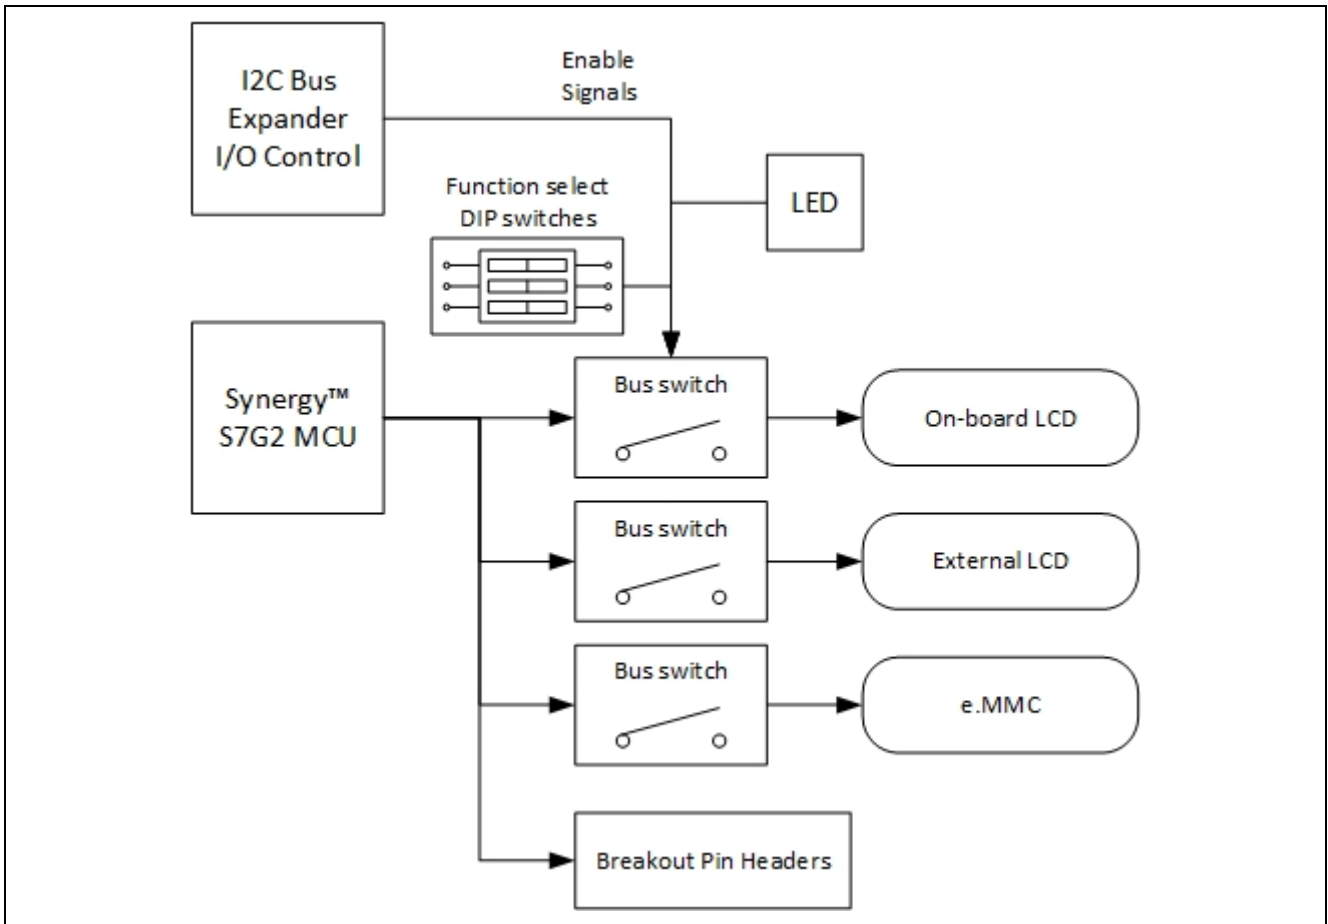 I2C Bus
Expander
I/O Control
Enable
Signals
Function select
DIP switches
LED
Synergy™
S7G2 MCU
Bus switch
On-board LCD
Bus switch
External LCD
Bus switch
e.MMC
Breakout Pin Headers